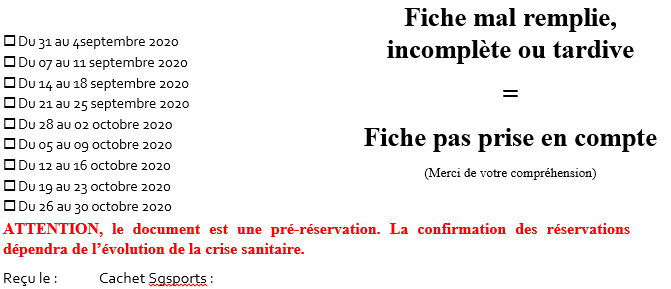 Du 31 au 4septembre 2020
Du 07 au 11 septembre 2020
Du 14 au 18 septembre 2020
Du 21 au 25 septembre 2020
Du 28 au 02 octobre 2020
Du 05 au 09 octobre 2020
Du 12 au 16 octobre 2020
Du 19 au 23 octobre 2020
Du 26 au 30 octobre 2020
Fiche mal remplie,
incomplète ou tardive
=
Fiche pas prise en compte
(Merci de votre compréhension)
ATTENTION, le document est une pré-réservation. La confirmation des réservations
dépendra de l’évolution de la crise sanitaire.
Reçu le : Cachet Sgsports :